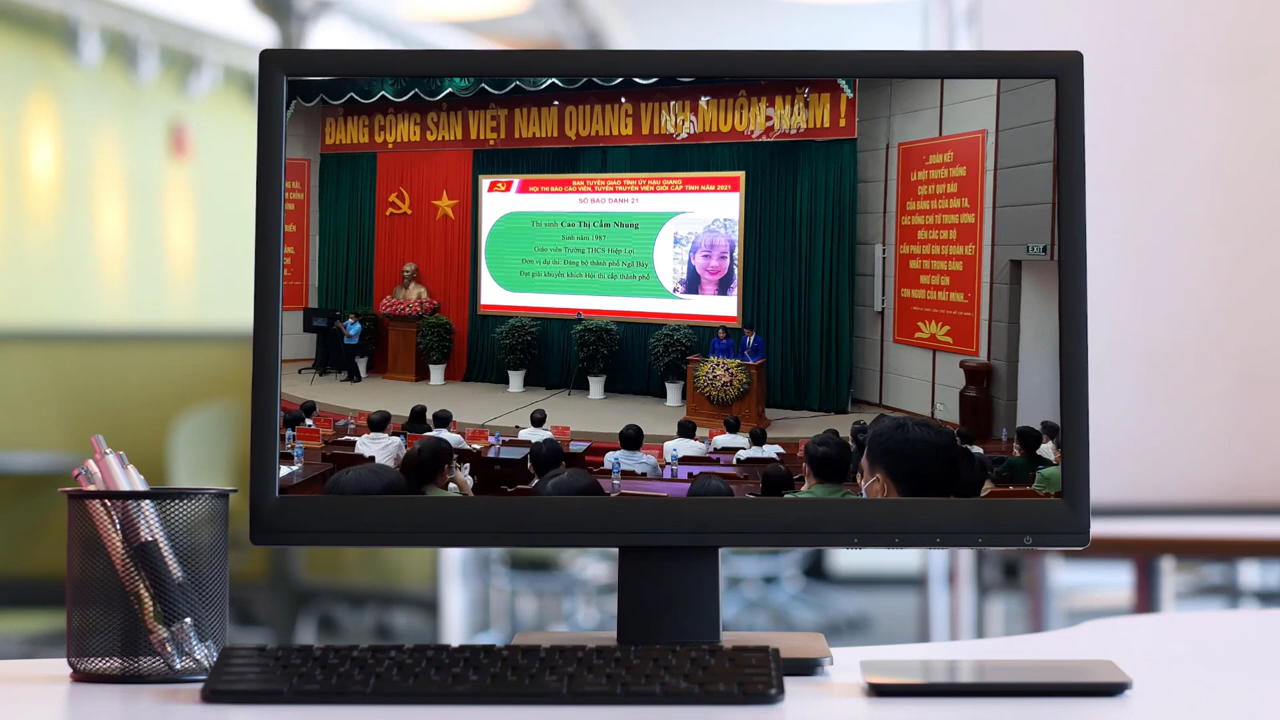 ĐẢNG CỘNG SẢN VIỆT NAM QUANG VINH MUÔN NĂM !
BAN TUYÊN GIÁO TỈNH ỦY HẬU GIANG
HỘI THI BÁO CÁO VIÊN, TUYÊN TRUYỀN VIÊN GIỎI CẤP TỈNH NĂM 2021
SỐ BÁO DANH 21
Thí sinh Cao Thị Cẩm Nhung
Sinh năm 1987
Giáo viên Trường THCS Hiệp Lợi
Đơn vị dự thi: Đảng bộ thành phố Ngã Bảy
Đạt giải khuyến khích Hội thi cấp thành phố
"...ĐOÀN KẾT
LÀ MỘT TRUYỀN THỐNG
CỰC KỲ QUÝ BÁU
CỦA ĐẢNG VÀ CỦA DÂN TA,
CÁC ĐỒNG CHÍ TỪ TRUNG ƯƠNG
ĐẾN CÁC CHI BỘ
CẦN PHẢI GIỮ GÌN SỰ ĐOÀN KẾT
NHẤT TRÍ TRONG ĐẢNG
NHƯ GIỮ GÌN
CON NGƯƠI CỦA MẮT MÌNH..."
EXIT